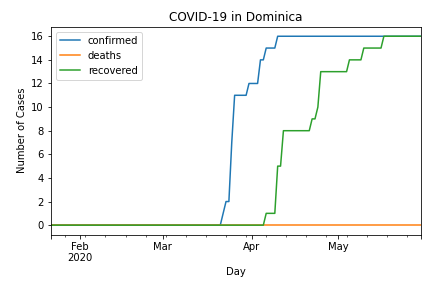 COVID-19 in Dominica
confirmed
deaths
recovered
16
14
12
10
8
6
4
2
0
Number of Cases
Feb
2020
Mar
Apr
May
Day